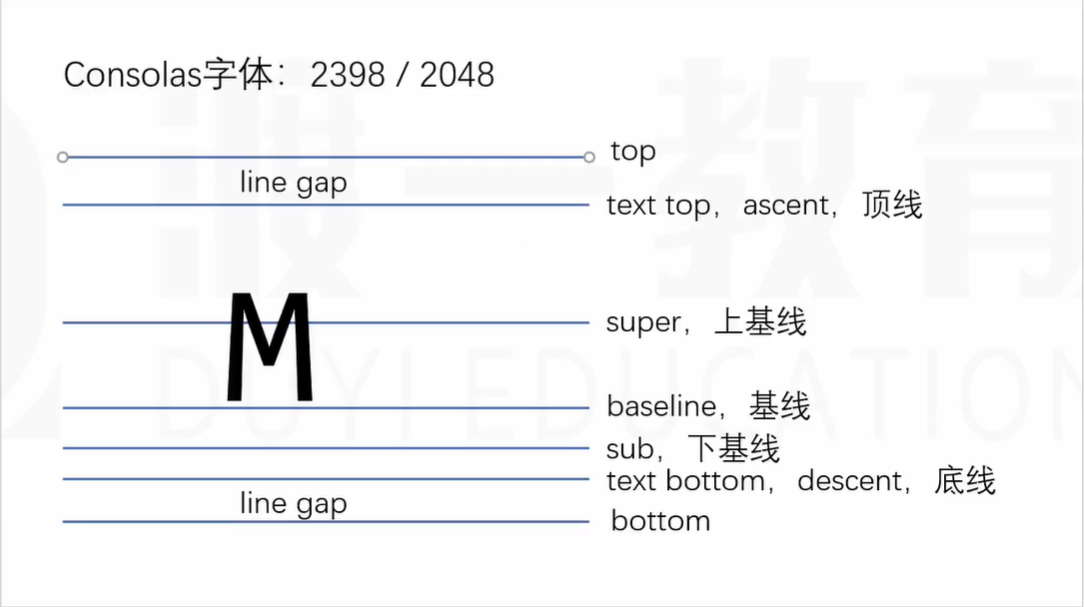 Consolas字体：2398 / 2048
top
line gap
text top，ascent，顶线
M
super，上基线
baseline，基线
sub，下基线
text bottom，descent，底线
line gap
bottom
渡一教育
DUYI EDUCATION